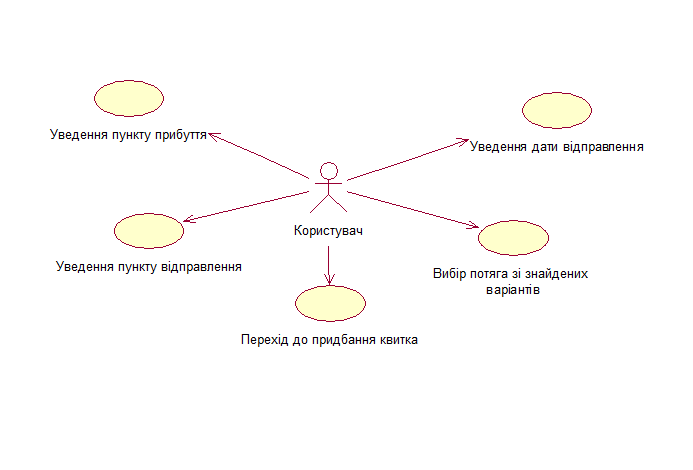 Уведення пункту прибуття
Уведення дати відправлення
Користувач
Уведення пункту відправлення
Вибір потяга зі знайдених
варіантів
Перехід до придбання квитка